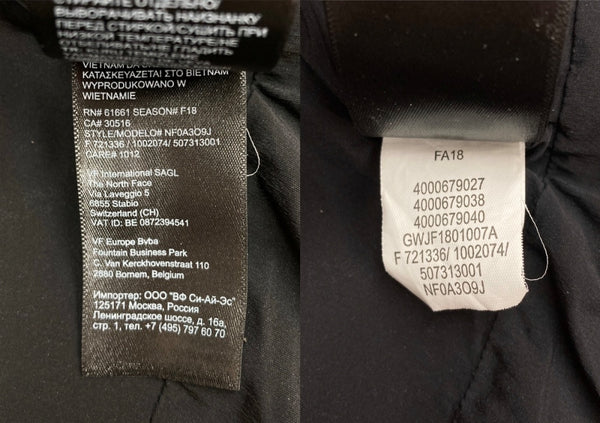 ОТДЕЛЬНО
ВЫВОРАЧИВАТЬ НАИЗНАНКУ
ПЕРЕД СТИРКОЙ СУШИТЬ ПРИ
НИЗКОЙ ТЕМПЕРАТУРЕ
ГЛАДИТЬ
VIETNAM DA
ΚΑΤΑΣΚΕΥΑΖΕΤΑΙ ΣΤΟ ΒΙΕΤΝΑΜ
WYPRODUKOWANO W
WIETNAMIE
RN# 61661 SEASON# F18
CA# 30516
STYLE/MODELO# NF0A3O9J
F 721336 / 1002074/ 507313001
CARE# 1012
VF International SAGL
The North Face
Via Laveggio 5
6855 Stabio
Switzerland (CH)
VAT ID: BE 0872394541
VF Europe Bvba
Fountain Business Park
C. Van Kerckhovenstraat 110
2880 Bornem, Belgium
Импортер: ООО "ВФ Си-Ай-Эс"
125171 Москва, Россия
Ленинградское шоссе, д. 16а,
стр. 1, тел. +7 (495) 797 60 70
FA18
4000679027
4000679038
4000679040
GWJF1801007A
F 721336/ 1002074/
507313001
NF0A3O9J